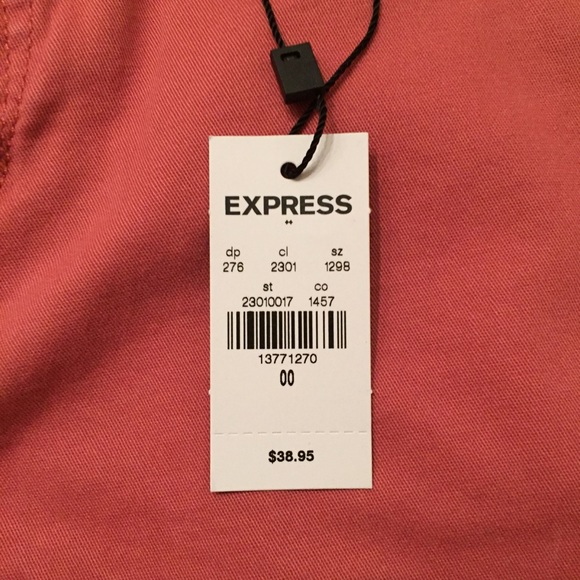 EXPRESS
dp cl sz
276 2301 1298
st co
23010017 1457
13771270
00
$38.95